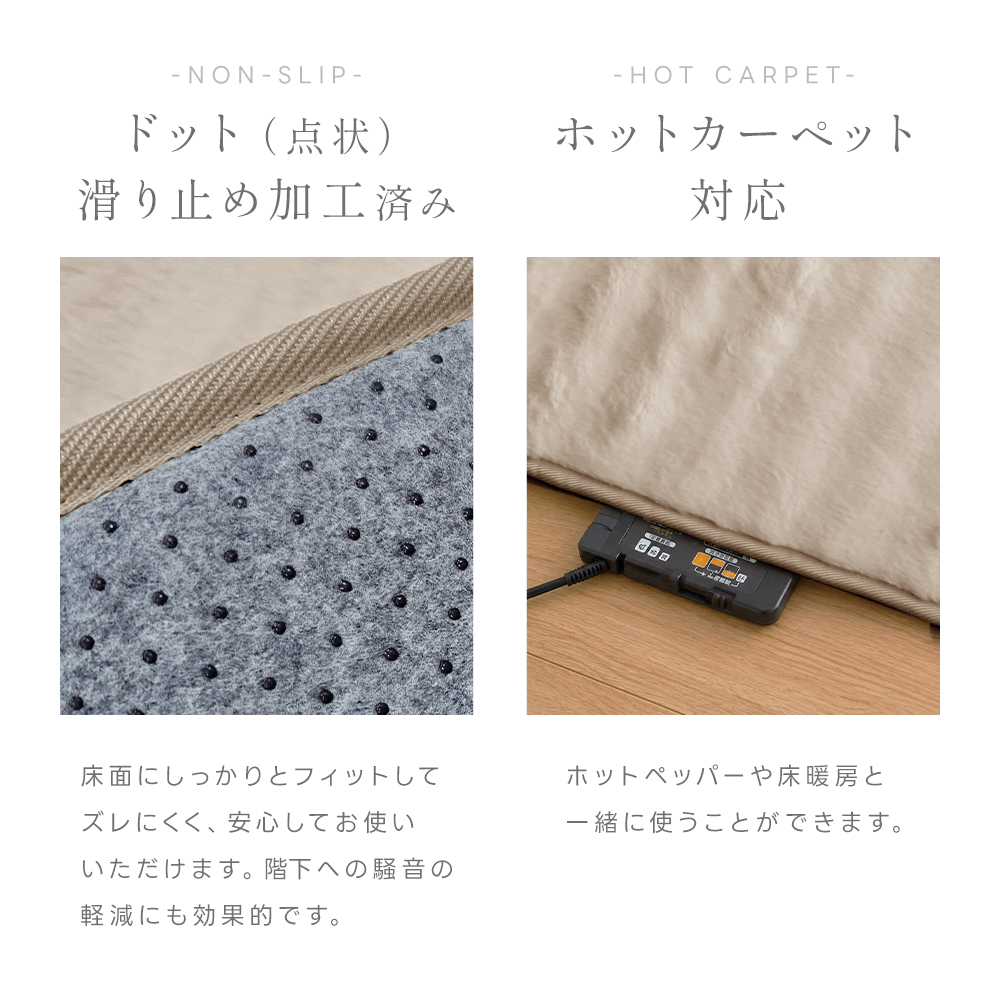 -NON-SLIP-
ドット（点状）
滑り止め加工済み
床面にしっかりとフィットして
ズレにくく、安心してお使い
いただけます。階下への騒音の
軽減にも効果的です。
-HOT CARPET-
ホットカーペット
対応
ホットペッパーや床暖房と
一緒に使うことができます。